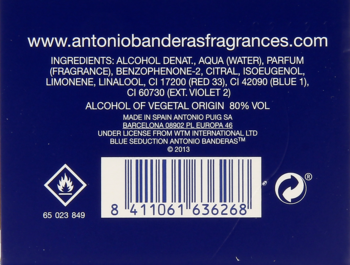 www.antoniobanderasfragrances.com
INGREDIENTS: ALCOHOL DENAT., AQUA (WATER), PARFUM
(FRAGRANCE), BENZOPHENONE-2, CITRAL, ISOEUGENOL,
LIMONENE, LINALOOL, CI 17200 (RED 33), CI 42090 (BLUE 1),
CI 60730 (EXT. VIOLET 2)
ALCOHOL OF VEGETAL ORIGIN 80% VOL
MADE IN SPAIN ANTONIO PUIG SA
BARCELONA 08902 PL EUROPA 46
UNDER LICENSE FROM WTM INTERNATIONAL LTD
BLUE SEDUCTION ANTONIO BANDERAS™
© 2013
65 023 849
8 411061 636268